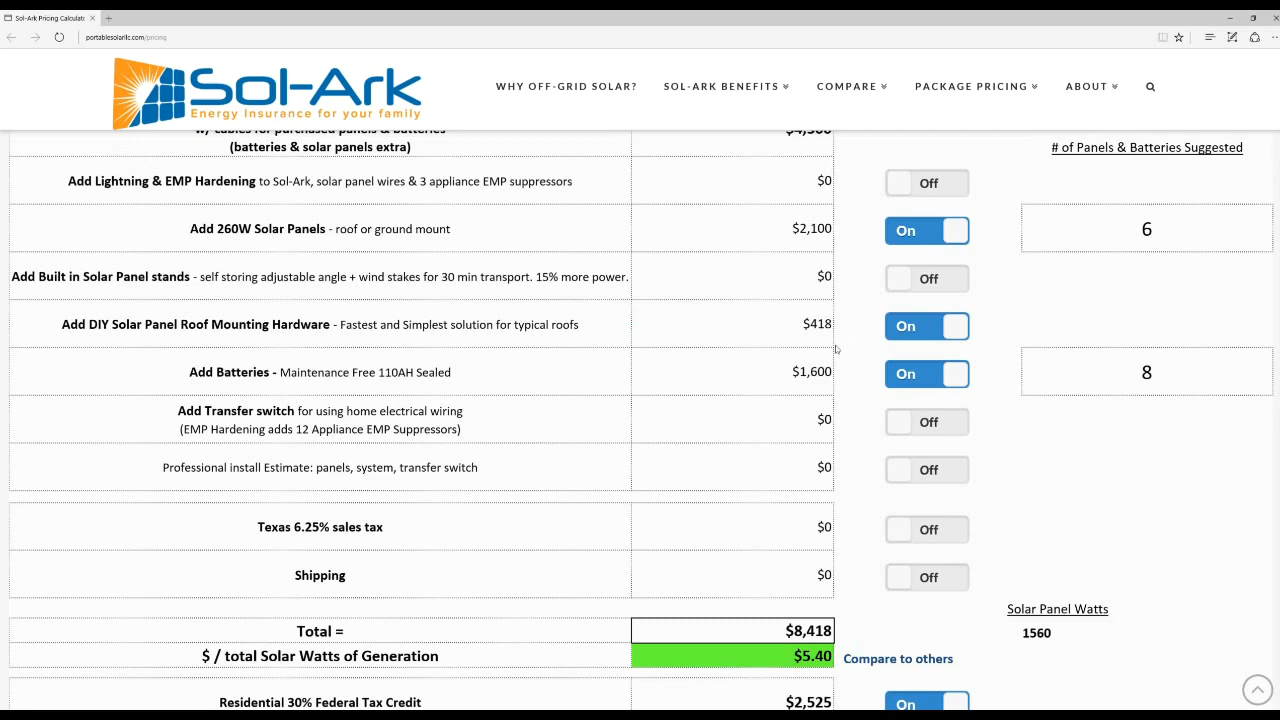 Sol-Ark Pricing Calculat
portablesolarllc.com/pricing
Sol-Ark
Energy Insurance for your family
WHY OFF-GRID SOLAR?
SOL-ARK BENEFITS
COMPARE
PACKAGE PRICING
ABOUT
w/ cables for purchased panels & batteries
(batteries & solar panels extra)
$4,300
# of Panels & Batteries Suggested
Add Lightning & EMP Hardening to Sol-Ark, solar panel wires & 3 appliance EMP suppressors
$0
Off
Add 260W Solar Panels - roof or ground mount
$2,100
On
6
Add Built in Solar Panel stands - self storing adjustable angle + wind stakes for 30 min transport. 15% more power.
$0
Off
Add DIY Solar Panel Roof Mounting Hardware - Fastest and Simplest solution for typical roofs
$418
On
Add Batteries - Maintenance Free 110AH Sealed
$1,600
On
8
Add Transfer switch for using home electrical wiring
(EMP Hardening adds 12 Appliance EMP Suppressors)
$0
Off
Professional install Estimate: panels, system, transfer switch
$0
Off
Texas 6.25% sales tax
$0
Off
Shipping
$0
Off
Solar Panel Watts
1560
Total =
$8,418
$ / total Solar Watts of Generation
$5.40
Compare to others
Residential 30% Federal Tax Credit
$2,525
On